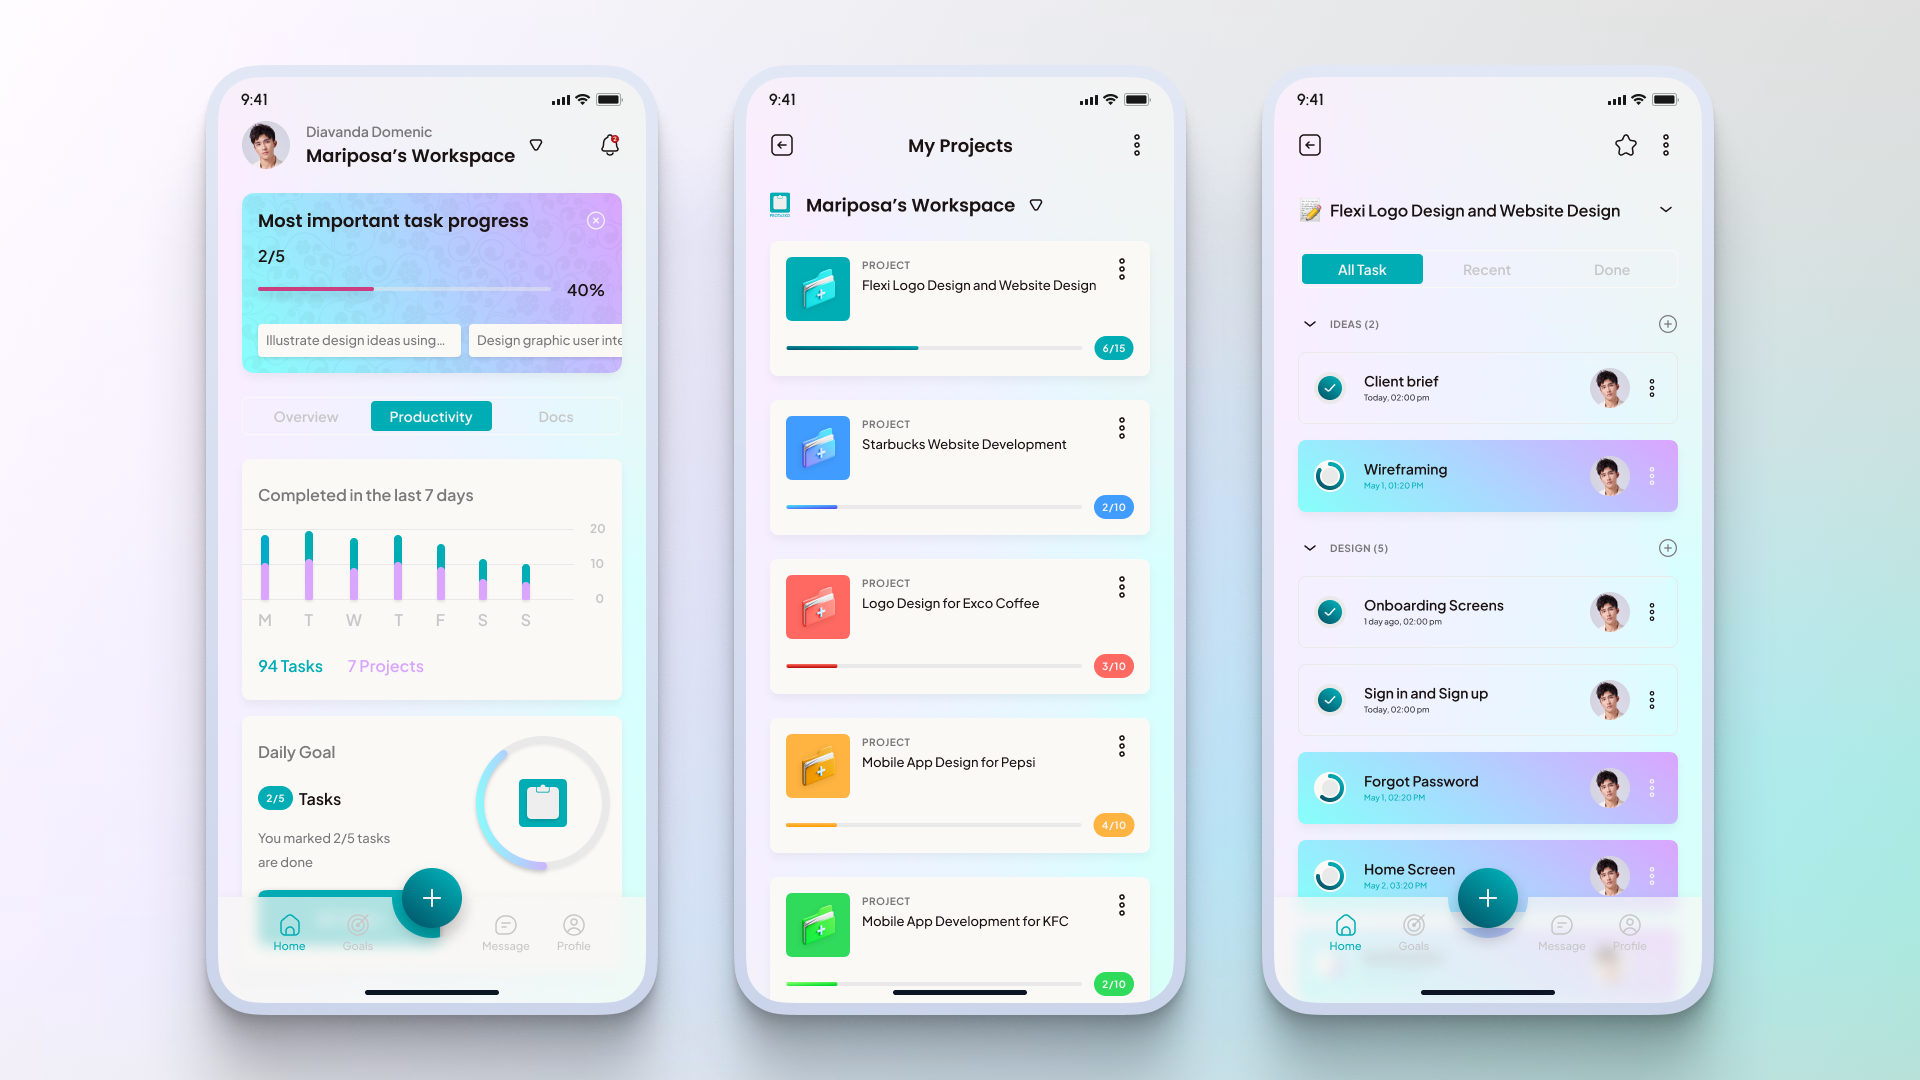 9:41
Diavanda Domenic
Mariposa's Workspace
Most important task progress
2/5
40%
Illustrate design ideas using...
Design graphic user inte
Overview
Productivity
Docs
Completed in the last 7 days
20
10
0
M T W T F S S
94 Tasks
7 Projects
Daily Goal
2/5 Tasks
You marked 2/5 tasks
are done
Home
Goals
Message
Profile
9:41
My Projects
Mariposa's Workspace
PROJECT
Flexi Logo Design and Website Design
6/15
PROJECT
Starbucks Website Development
2/10
PROJECT
Logo Design for Exco Coffee
3/10
PROJECT
Mobile App Design for Pepsi
4/10
PROJECT
Mobile App Development for KFC
2/10
9:41
Flexi Logo Design and Website Design
All Task
Recent
Done
IDEAS (2)
Client brief
Today, 02:00 pm
Wireframing
May 1, 01:20 PM
DESIGN (5)
Onboarding Screens
1 day ago, 02:00 pm
Sign in and Sign up
Today, 02:00 pm
Forgot Password
May 1, 02:20 PM
Home Screen
May 2, 03:20 PM
Home
Goals
Message
Profile